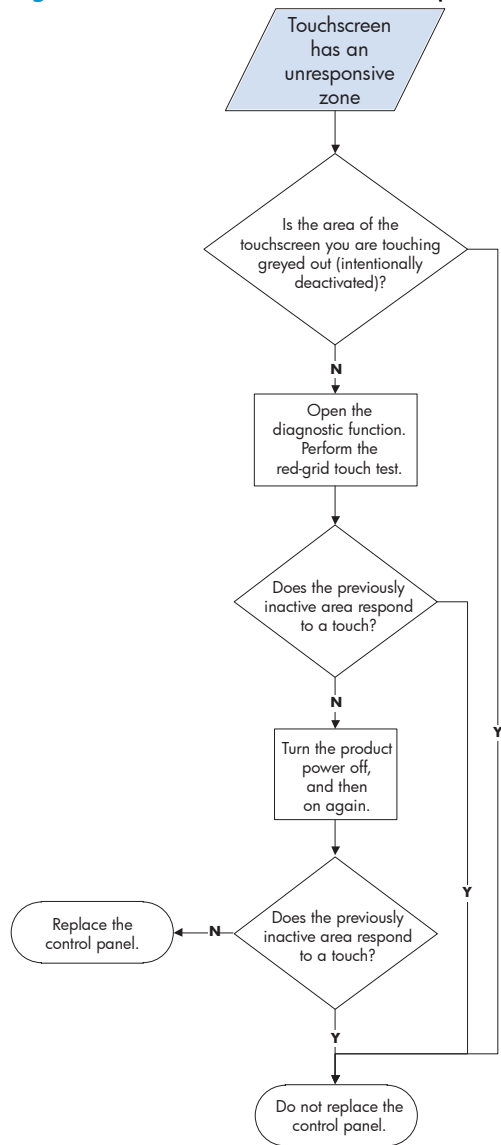 Touchscreen
has an
unresponsive
zone
Is the area of the
touchscreen you are touching
greyed out (intentionally
deactivated)?
N
Open the
diagnostic function.
Perform the
red-grid touch test.
Does the previously
inactive area respond
to a touch?
N
Y
Turn the product
power off,
and then
on again.
Y
Does the previously
inactive area respond
to a touch?
N
Replace the
control panel.
Y
Do not replace the
control panel.